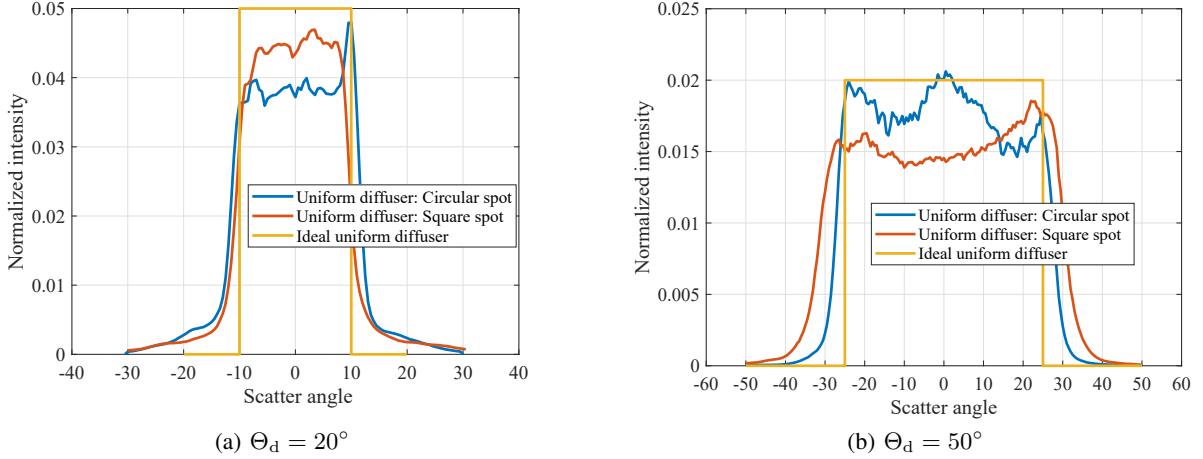 0.05
0.04
0.03
0.02
0.01
0
Normalized intensity
Uniform diffuser: Circular spot
Uniform diffuser: Square spot
Ideal uniform diffuser
-40 -30 -20 -10 0 10 20 30 40
Scatter angle
(a) Θd = 20°
0.025
0.02
0.015
0.01
0.005
0
Normalized intensity
Uniform diffuser: Circular spot
Uniform diffuser: Square spot
Ideal uniform diffuser
-60 -50 -40 -30 -20 -10 0 10 20 30 40 50 60
Scatter angle
(b) Θd = 50°